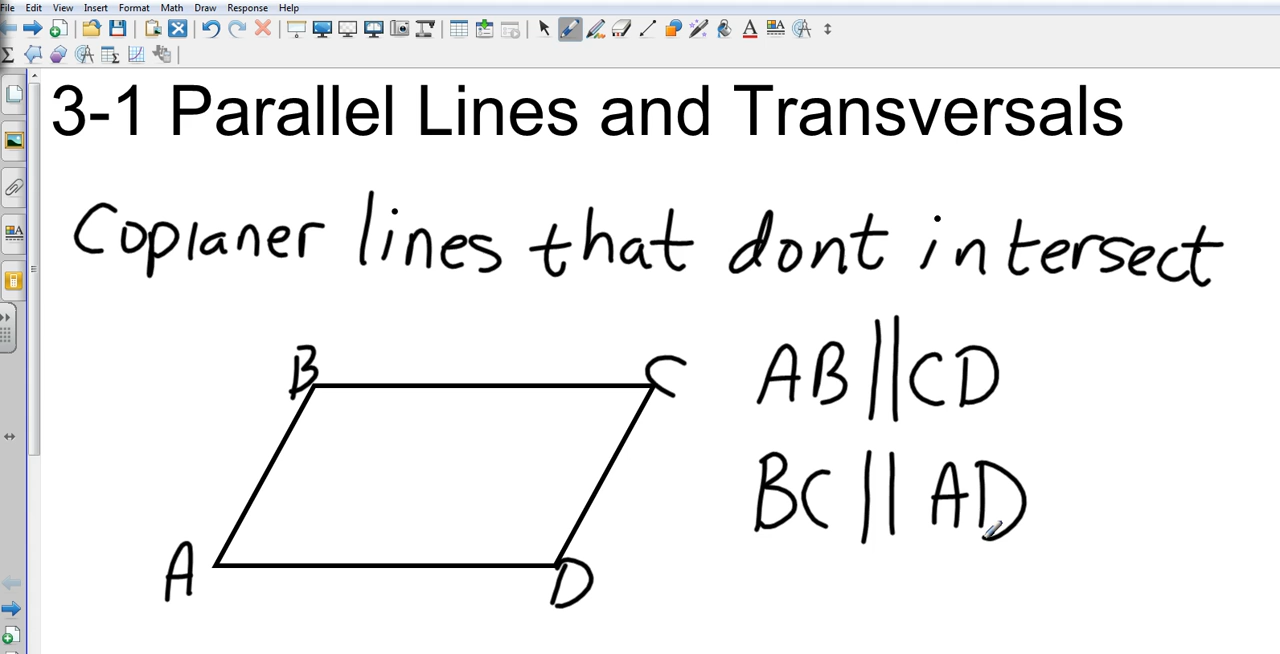 File Edit View Insert Format Math Draw Response Help
3-1 Parallel Lines and Transversals
Coplaner lines that dont intersect
B C AB || CD
BC || AD
A D